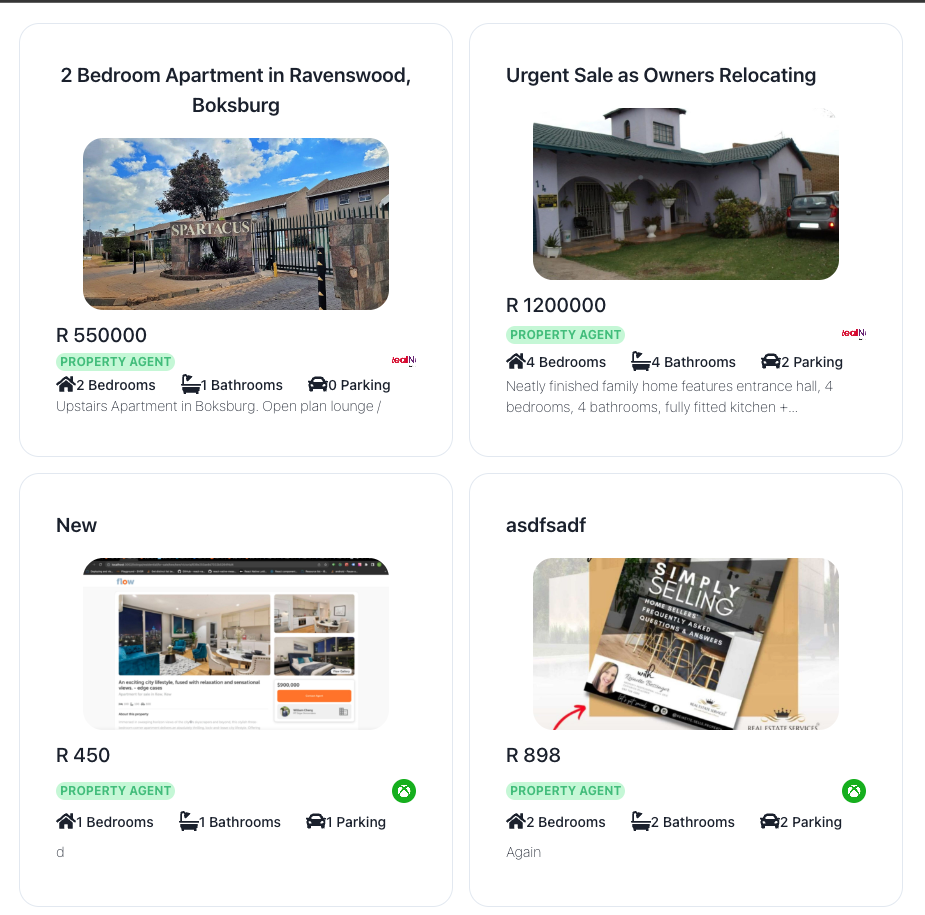 2 Bedroom Apartment in Ravenswood,
Boksburg
SPARTACUS
R 550000
PROPERTY AGENT
2 Bedrooms 1 Bathrooms 0 Parking
Upstairs Apartment in Boksburg. Open plan lounge /
Urgent Sale as Owners Relocating
R 1200000
PROPERTY AGENT
4 Bedrooms 4 Bathrooms 2 Parking
Neatly finished family home features entrance hall, 4
bedrooms, 4 bathrooms, fully fitted kitchen +...
New
flow
An exciting city lifestyle, fused with relaxation and sensational
views. - edge cases
$990,000
About the property
R 450
PROPERTY AGENT
1 Bedrooms 1 Bathrooms 1 Parking
d
asdfsadf
SIMPLY
SELLING
HOME SELLERS'
FREQUENTLY ASKED
QUESTIONS & ANSWERS
with
REAL ESTATE SERVICES
R 898
PROPERTY AGENT
2 Bedrooms 2 Bathrooms 2 Parking
Again